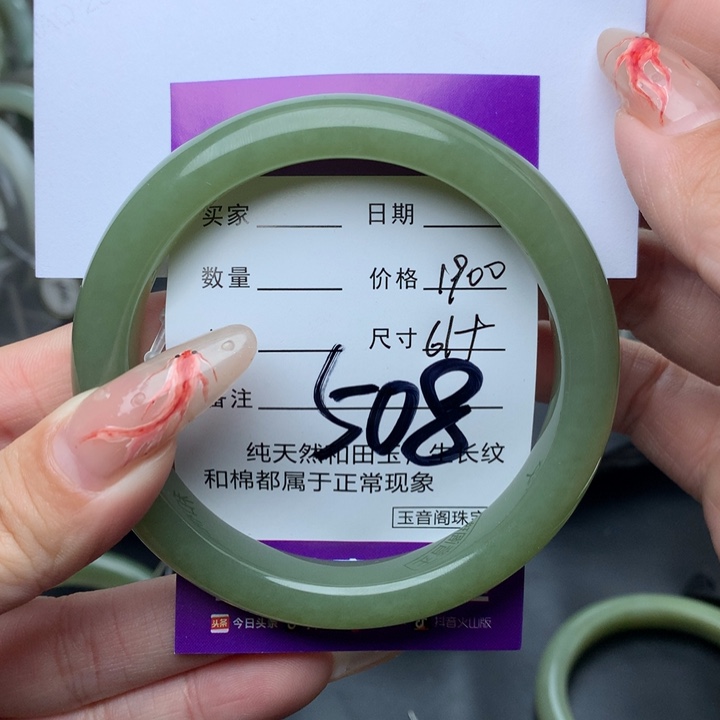 买家 日期
数量 价格 1900
尺寸 61+
备注
508
纯天然和田玉,生长纹
和棉都属于正常现象
玉音阁珠宝
头条 今日头条 抖音火山版